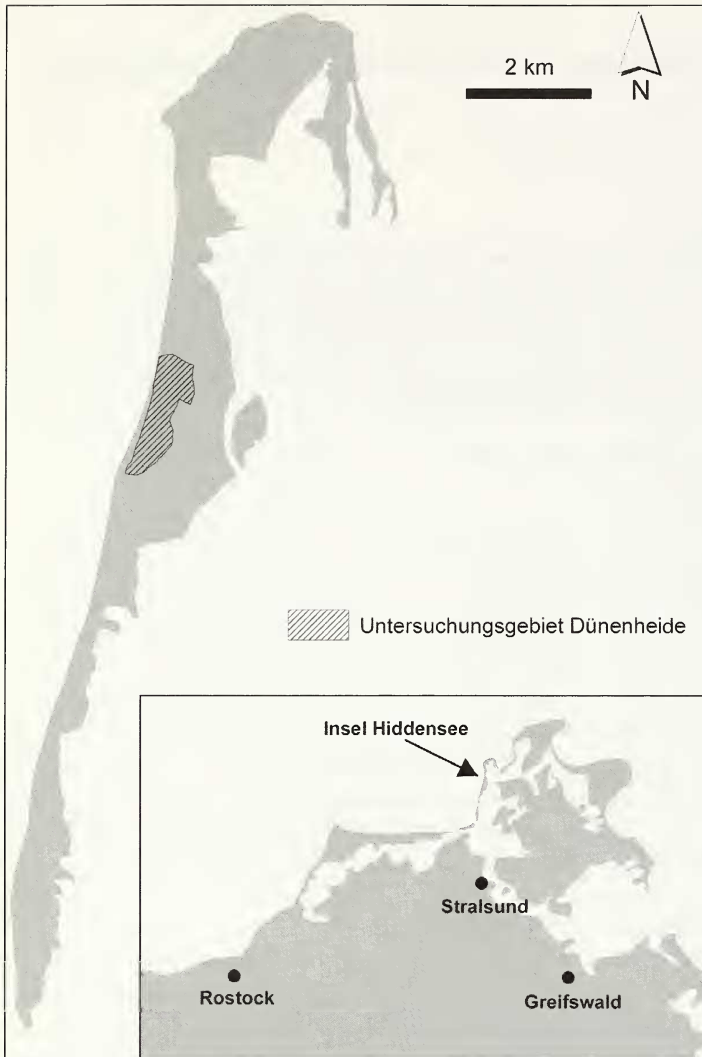 2 km
N
Untersuchungsgebiet Dünenheide
Insel Hiddensee
Stralsund
Rostock
Greifswald